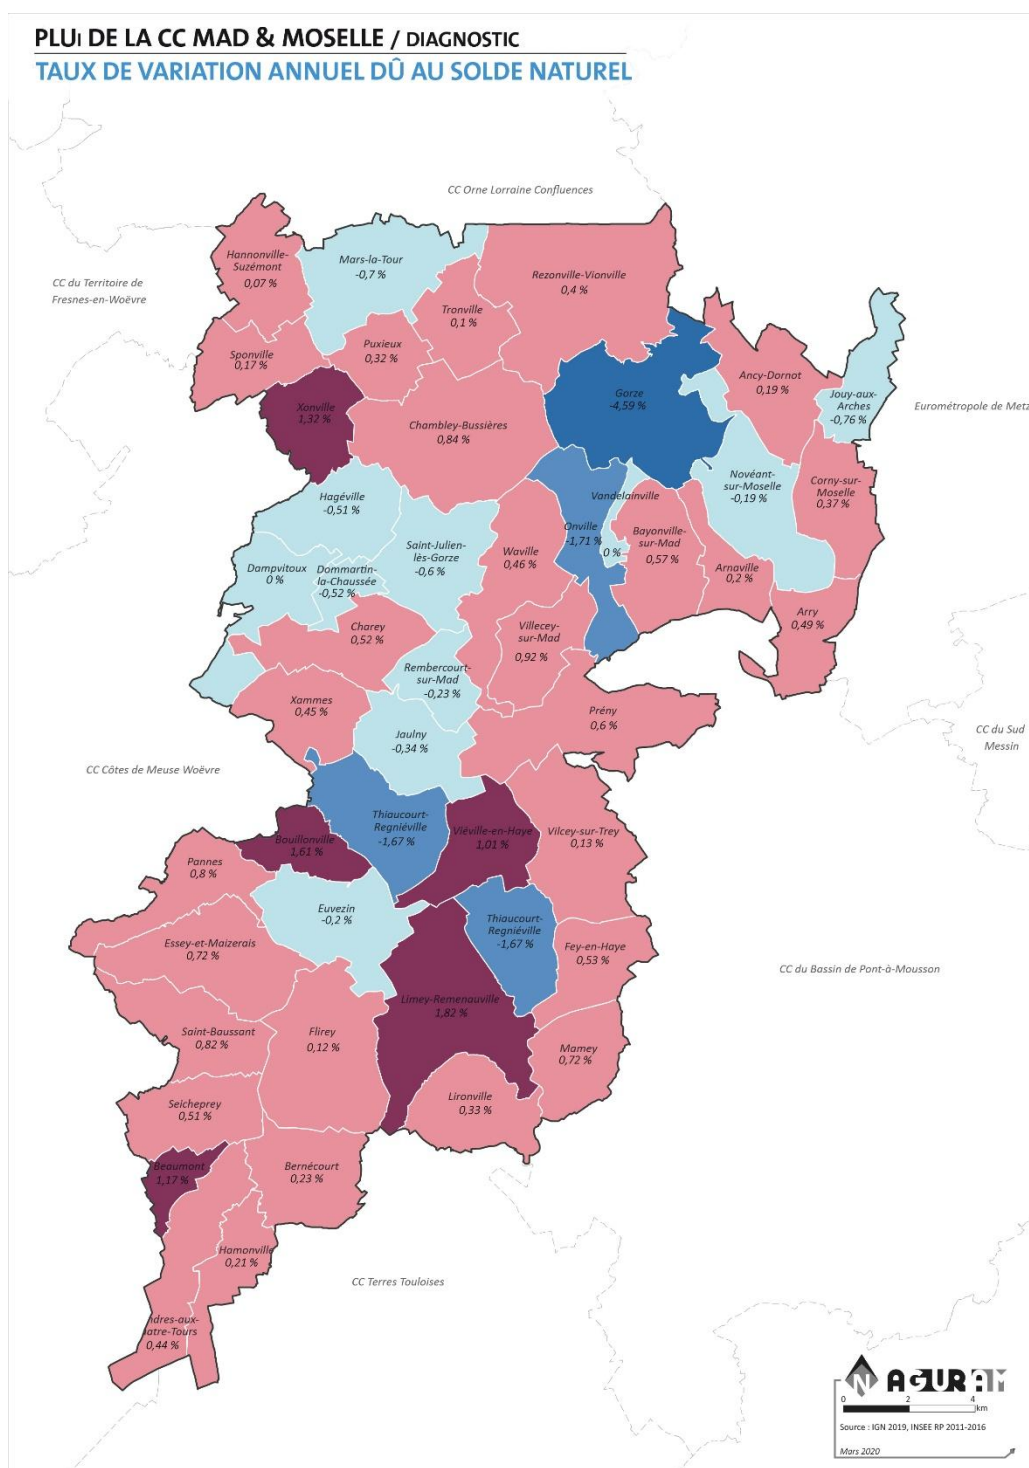 PLUi DE LA CC MAD & MOSELLE / DIAGNOSTIC
TAUX DE VARIATION ANNUEL DÛ AU SOLDE NATUREL
CC Orne Lorraine Confluences
CC du Territoire de
Fresnes-en-Woëvre
Hannonville-
Suzémont
0,07 %
Mars-la-Tour
-0,7 %
Rezonville-Vionville
0,4 %
Tronville
0,1 %
Puxieux
0,32 %
Sponville
0,17 %
Xonville
1,32 %
Chambley-Bussières
0,84 %
Gorze
-4,59 %
Ancy-Dornot
0,19 %
Jouy-aux-
Arches
-0,76 %
Eurométropole de Metz
Novéant-
sur-Moselle
-0,19 %
Corny-sur-
Moselle
0,37 %
Hagéville
-0,51 %
Vandelainville
0 %
Onville
-1,71 %
Bayonville-
sur-Mad
0,57 %
Saint-Julien-
lès-Gorze
-0,6 %
Waville
0,46 %
Arnaville
0,2 %
Dampvitoux
0 %
Dommartin-
la-Chaussée
-0,52 %
Arry
0,49 %
Charey
0,52 %
Villecey-
sur-Mad
0,92 %
Rembercourt-
sur-Mad
-0,23 %
Xammes
0,45 %
Prény
0,6 %
Jaulny
-0,34 %
CC du Sud
Messin
CC Côtes de Meuse Woëvre
Thiaucourt-
Regniéville
-1,67 %
Viéville-en-Haye
1,01 %
Vilcey-sur-Trey
0,13 %
Bouillonville
1,61 %
Pannes
0,8 %
Euvezin
-0,2 %
Thiaucourt-
Regniéville
-1,67 %
Essey-et-Maizerais
0,72 %
Fey-en-Haye
0,53 %
CC du Bassin de Pont-à-Mousson
Limey-Remenauville
1,82 %
Saint-Baussant
0,82 %
Flirey
0,12 %
Mamey
0,72 %
Lironville
0,33 %
Seicheprey
0,51 %
Beaumont
1,17 %
Bernécourt
0,23 %
Hamonville
0,21 %
CC Terres Touloises
ndres-aux-
atre-Tours
0,44 %
N
AGURAM
0 2 4
km
Source : IGN 2019, INSEE RP 2011-2016
Mars 2020